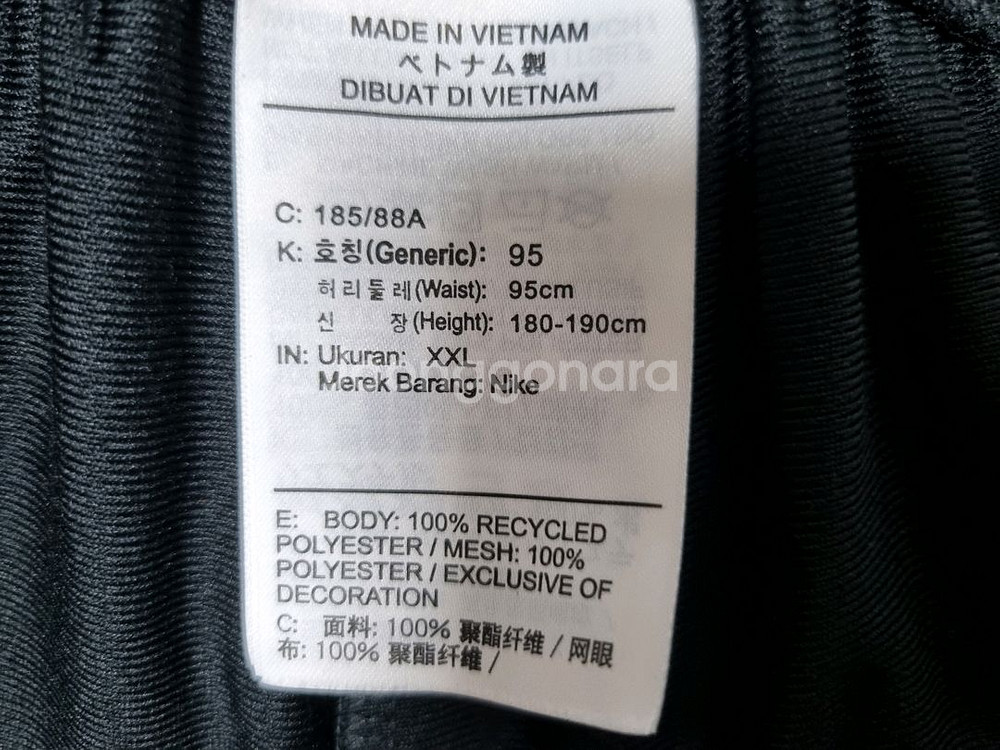 MADE IN VIETNAM
ベトナム製
DIBUAT DI VIETNAM
C: 185/88A
K: 호칭(Generic): 95
허리둘레(Waist): 95cm
신 장(Height): 180-190cm
IN: Ukuran: XXL
Merek Barang: Nike
E: BODY: 100% RECYCLED
POLYESTER / MESH: 100%
POLYESTER / EXCLUSIVE OF
DECORATION
C: 面料: 100% 聚酯纤维 / 网眼
布: 100% 聚酯纤维 /